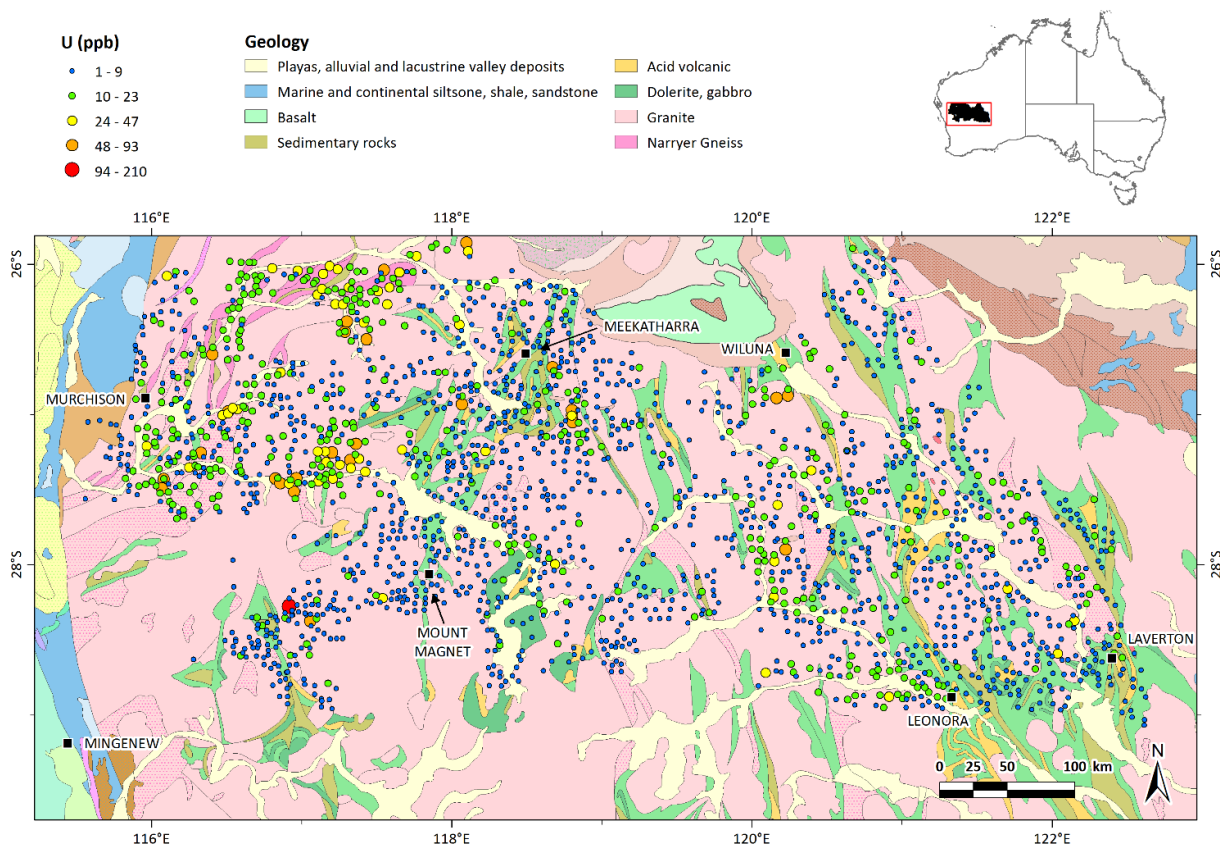 U (ppb)
1 - 9
10 - 23
24 - 47
48 - 93
94 - 210
Geology
Playas, alluvial and lacustrine valley deposits
Marine and continental siltsone, shale, sandstone
Basalt
Sedimentary rocks
Acid volcanic
Dolerite, gabbro
Granite
Narryer Gneiss
116°E 118°E 120°E 122°E
26°S 26°S
MEEKATHARRA
WILUNA
MURCHISON
28°S 28°S
MOUNT
MAGNET
LAVERTON
LEONORA
MINGENEW
N
0 25 50 100 km
116°E 118°E 120°E 122°E